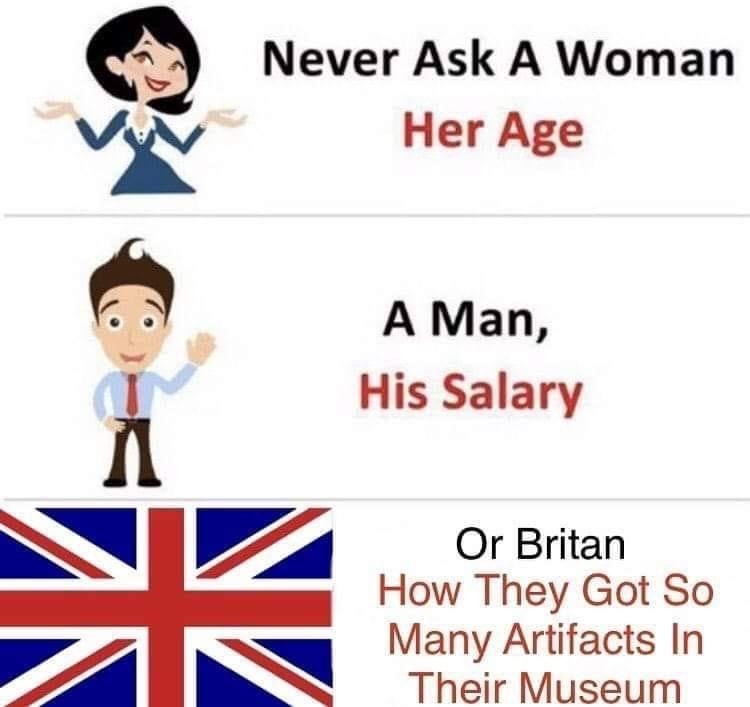 Never Ask A Woman
Her Age
A Man,
His Salary
Or Britan
How They Got So
Many Artifacts In
Their Museum